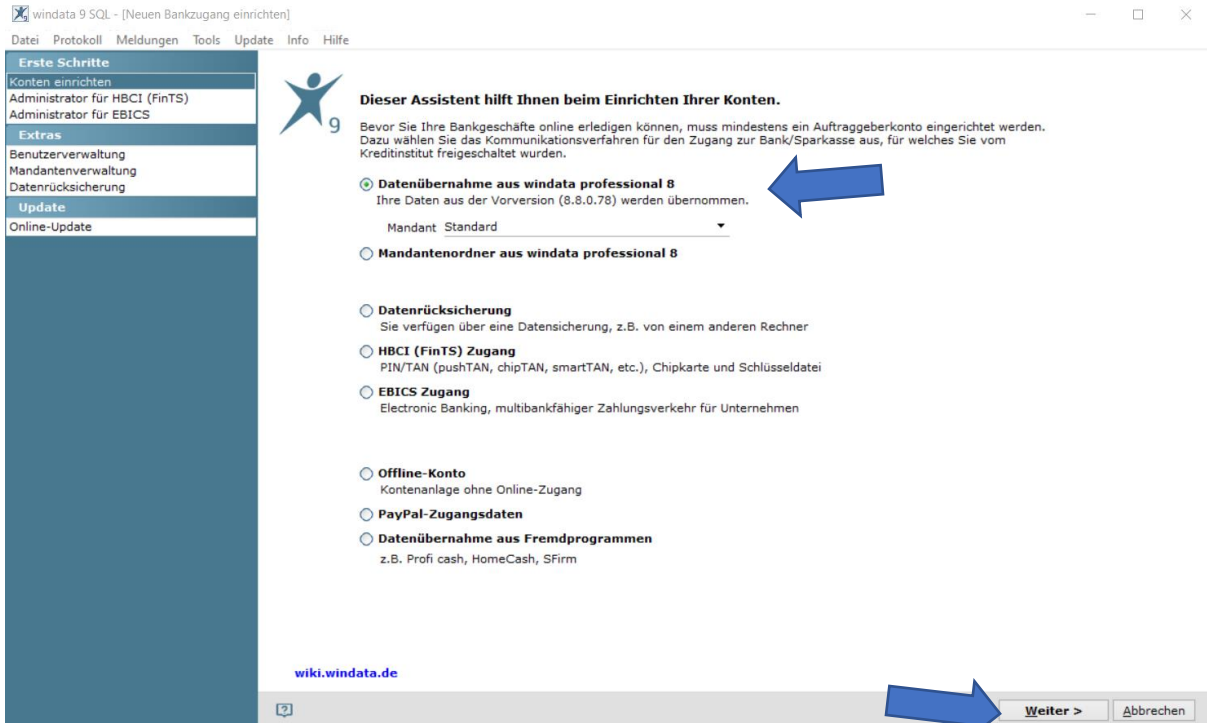 windata 9 SQL - [Neuen Bankzugang einrichten]
Datei Protokoll Meldungen Tools Update Info Hilfe
Erste Schritte
Konten einrichten
Administrator für HBCI (FinTS)
Administrator für EBICS
Extras
Benutzerverwaltung
Mandantenverwaltung
Datenrücksicherung
Update
Online-Update
9
Dieser Assistent hilft Ihnen beim Einrichten Ihrer Konten.
Bevor Sie Ihre Bankgeschäfte online erledigen können, muss mindestens ein Auftraggeberkonto eingerichtet werden.
Dazu wählen Sie das Kommunikationsverfahren für den Zugang zur Bank/Sparkasse aus, für welches Sie vom
Kreditinstitut freigeschaltet wurden.
Datenübernahme aus windata professional 8
Ihre Daten aus der Vorversion (8.8.0.78) werden übernommen.
Mandant Standard
Mandantenordner aus windata professional 8
Datenrücksicherung
Sie verfügen über eine Datensicherung, z.B. von einem anderen Rechner
HBCI (FinTS) Zugang
PIN/TAN (pushTAN, chipTAN, smartTAN, etc.), Chipkarte und Schlüsseldatei
EBICS Zugang
Electronic Banking, multibankfähiger Zahlungsverkehr für Unternehmen
Offline-Konto
Kontenanlage ohne Online-Zugang
PayPal-Zugangsdaten
Datenübernahme aus Fremdprogrammen
z.B. Profi cash, HomeCash, SFirm
wiki.windata.de
?
Weiter > Abbrechen